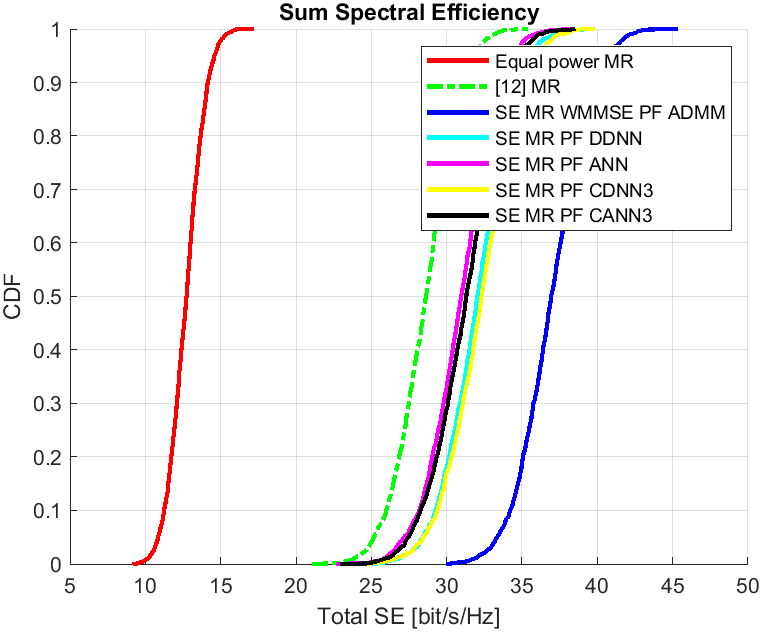 Sum Spectral Efficiency
1
0.9
0.8
0.7
0.6
0.5
0.4
0.3
0.2
0.1
0
CDF
Equal power MR
[12] MR
SE MR WMMSE PF ADMM
SE MR PF DDNN
SE MR PF ANN
SE MR PF CDNN3
SE MR PF CANN3
5 10 15 20 25 30 35 40 45 50
Total SE [bit/s/Hz]